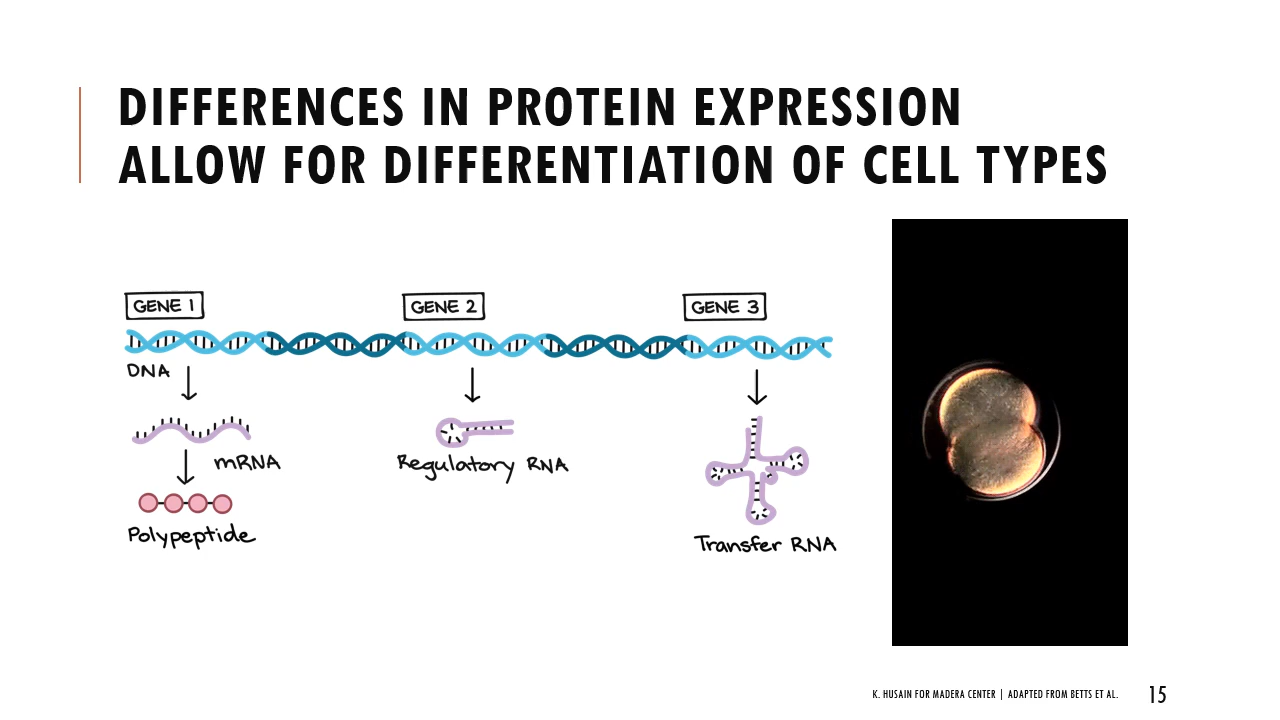 DIFFERENCES IN PROTEIN EXPRESSION
ALLOW FOR DIFFERENTIATION OF CELL TYPES
GENE 1
GENE 2
GENE 3
DNA
mRNA
Regulatory RNA
Polypeptide
Transfer RNA
K. HUSAIN FOR MADERA CENTER | ADAPTED FROM BETTS ET AL.
15